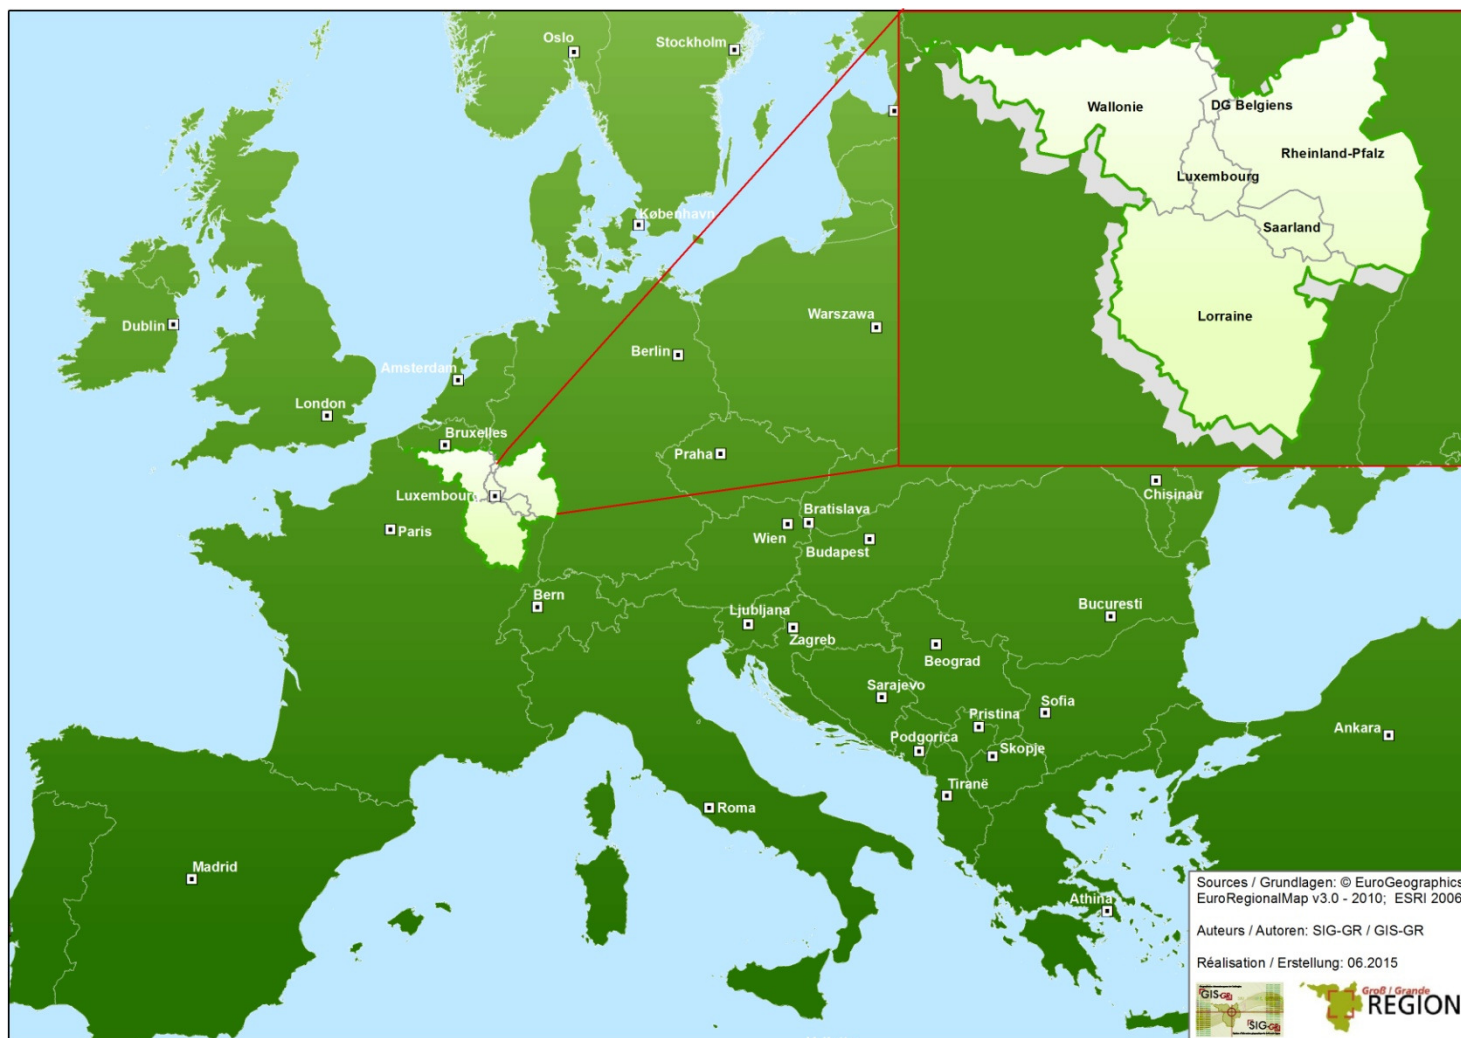 Oslo
Stockholm
København
Dublin
London
Amsterdam
Berlin
Warszawa
Bruxelles
Luxembourg
Praha
Paris
Bratislava
Wien
Budapest
Chisinau
Bern
Ljubljana
Zagreb
Bucuresti
Beograd
Sarajevo
Sofia
Pristina
Podgorica
Skopje
Ankara
Tiranë
Roma
Madrid
Athina
Wallonie
DG Belgiens
Rheinland-Pfalz
Luxembourg
Saarland
Lorraine
Sources / Grundlagen: © EuroGeographics
EuroRegionalMap v3.0 - 2010; ESRI 2006
Auteurs / Autoren: SIG-GR / GIS-GR
Réalisation / Erstellung: 06.2015
GIS-GR
SIG-GR
Groß / Grande
REGION